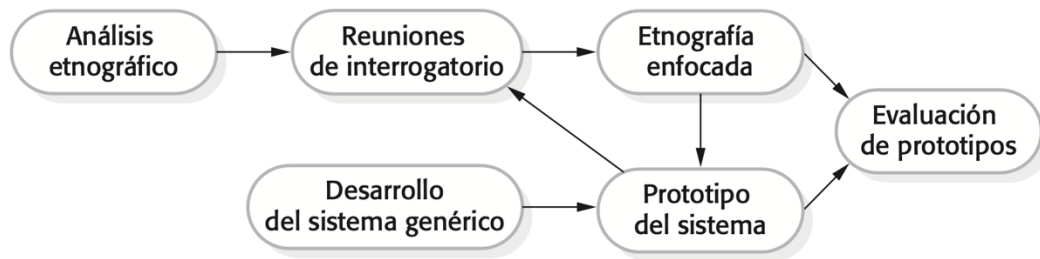 Análisis
etnográfico
Reuniones
de interrogatorio
Etnografía
enfocada
Evaluación
de prototipos
Desarrollo
del sistema genérico
Prototipo
del sistema